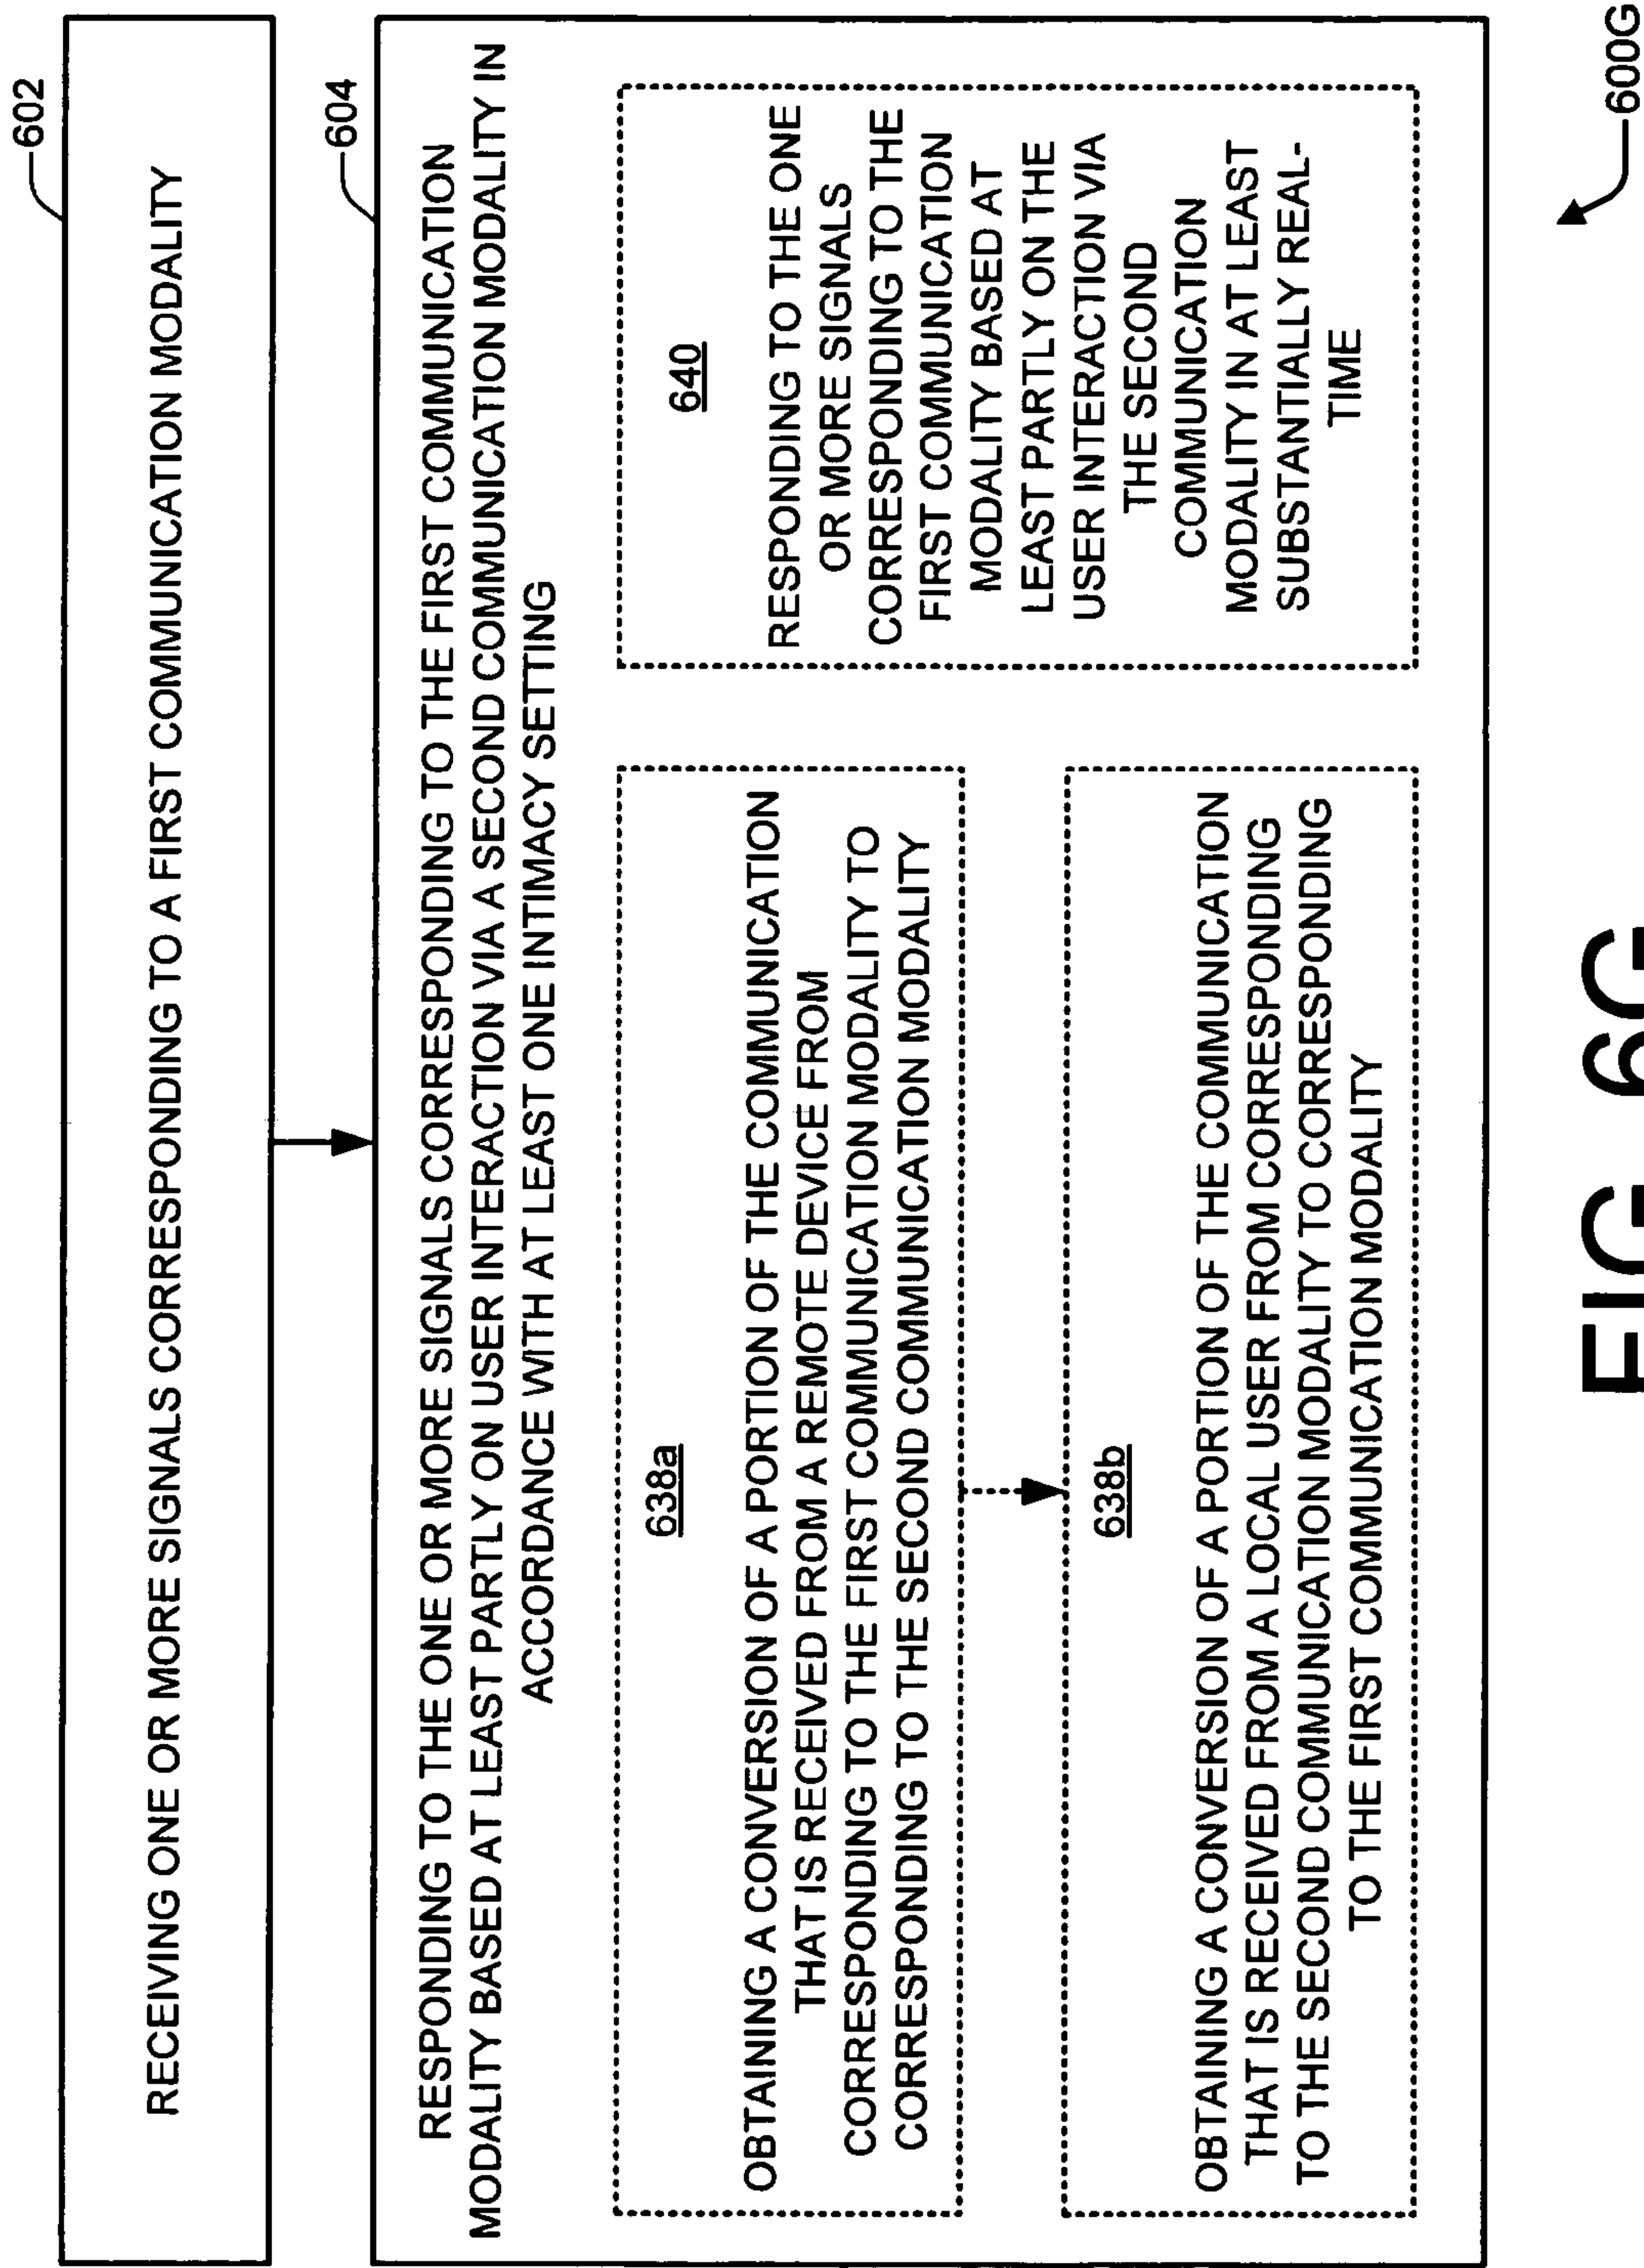 602
RECEIVING ONE OR MORE SIGNALS CORRESPONDING TO A FIRST COMMUNICATION MODALITY
604
RESPONDING TO THE ONE OR MORE SIGNALS CORRESPONDING TO THE FIRST COMMUNICATION
MODALITY BASED AT LEAST PARTLY ON USER INTERACTION VIA A SECOND COMMUNICATION MODALITY IN
ACCORDANCE WITH AT LEAST ONE INTIMACY SETTING
638a
OBTAINING A CONVERSION OF A PORTION OF THE COMMUNICATION
THAT IS RECEIVED FROM A REMOTE DEVICE FROM
CORRESPONDING TO THE FIRST COMMUNICATION MODALITY TO
CORRESPONDING TO THE SECOND COMMUNICATION MODALITY
638b
OBTAINING A CONVERSION OF A PORTION OF THE COMMUNICATION
THAT IS RECEIVED FROM A LOCAL USER FROM CORRESPONDING
TO THE SECOND COMMUNICATION MODALITY TO CORRESPONDING
TO THE FIRST COMMUNICATION MODALITY
640
RESPONDING TO THE ONE
OR MORE SIGNALS
CORRESPONDING TO THE
FIRST COMMUNICATION
MODALITY BASED AT
LEAST PARTLY ON THE
USER INTERACTION VIA
THE SECOND
COMMUNICATION
MODALITY IN AT LEAST
SUBSTANTIALLY REAL-
TIME
600G
FIG 6G